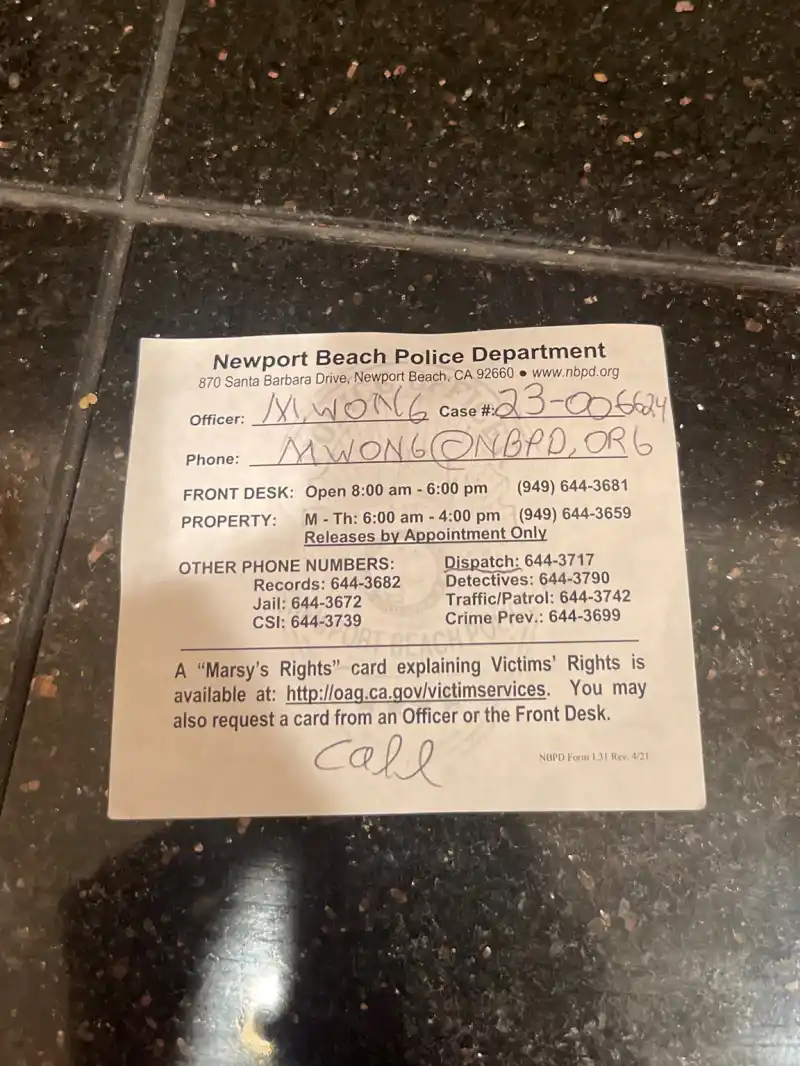 Newport Beach Police Department
870 Santa Barbara Drive, Newport Beach, CA 92660 • www.nbpd.org
Officer: M. WONG Case #: 23-006624
Phone: MWONG@NBPD.ORG
FRONT DESK: Open 8:00 am - 6:00 pm (949) 644-3681
PROPERTY: M - Th: 6:00 am - 4:00 pm (949) 644-3659
Releases by Appointment Only
OTHER PHONE NUMBERS: Dispatch: 644-3717
Records: 644-3682 Detectives: 644-3790
Jail: 644-3672 Traffic/Patrol: 644-3742
CSI: 644-3739 Crime Prev.: 644-3699
A “Marsy's Rights” card explaining Victims' Rights is
available at: http://oag.ca.gov/victimservices. You may
also request a card from an Officer or the Front Desk.
Call
NBPD Form 1.31 Rev. 4/21